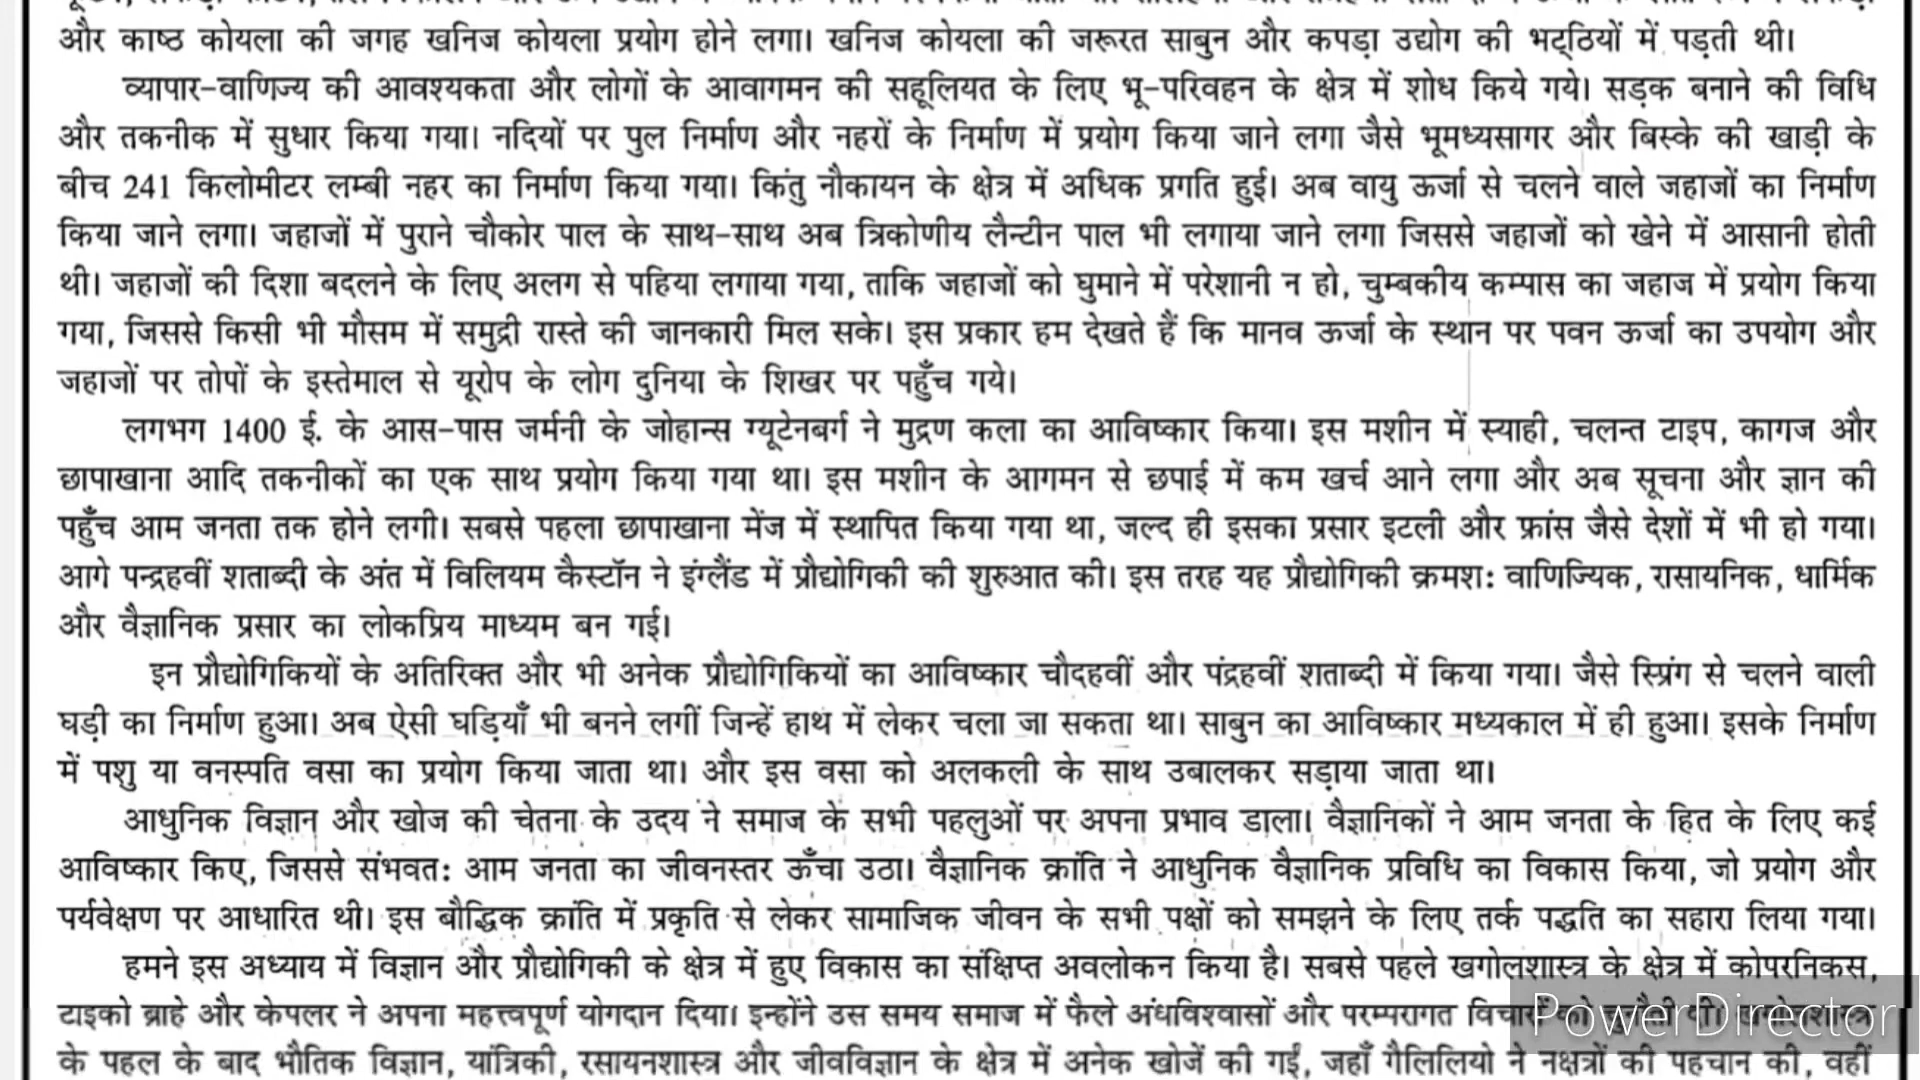 और काष्ठ कोयला की जगह खनिज कोयला प्रयोग होने लगा। खनिज कोयला की जरूरत साबुन और कपड़ा उद्योग की भट्ठियों में पड़ती थी।
व्यापार-वाणिज्य की आवश्यकता और लोगों के आवागमन की सहूलियत के लिए भू-परिवहन के क्षेत्र में शोध किये गये। सड़क बनाने की विधि
और तकनीक में सुधार किया गया। नदियों पर पुल निर्माण और नहरों के निर्माण में प्रयोग किया जाने लगा जैसे भूमध्यसागर और बिस्के की खाड़ी के
बीच 241 किलोमीटर लम्बी नहर का निर्माण किया गया। किंतु नौकायन के क्षेत्र में अधिक प्रगति हुई। अब वायु ऊर्जा से चलने वाले जहाजों का निर्माण
किया जाने लगा। जहाजों में पुराने चौकोर पाल के साथ-साथ अब त्रिकोणीय लैन्टीन पाल भी लगाया जाने लगा जिससे जहाजों को खेने में आसानी होती
थी। जहाजों की दिशा बदलने के लिए अलग से पहिया लगाया गया, ताकि जहाजों को घुमाने में परेशानी न हो, चुम्बकीय कम्पास का जहाज में प्रयोग किया
गया, जिससे किसी भी मौसम में समुद्री रास्ते की जानकारी मिल सके। इस प्रकार हम देखते हैं कि मानव ऊर्जा के स्थान पर पवन ऊर्जा का उपयोग और
जहाजों पर तोपों के इस्तेमाल से यूरोप के लोग दुनिया के शिखर पर पहुँच गये।
लगभग 1400 ई. के आस-पास जर्मनी के जोहान्स ग्यूटेनबर्ग ने मुद्रण कला का आविष्कार किया। इस मशीन में स्याही, चलन्त टाइप, कागज और
छापाखाना आदि तकनीकों का एक साथ प्रयोग किया गया था। इस मशीन के आगमन से छपाई में कम खर्च आने लगा और अब सूचना और ज्ञान की
पहुँच आम जनता तक होने लगी। सबसे पहला छापाखाना मेंज में स्थापित किया गया था, जल्द ही इसका प्रसार इटली और फ्रांस जैसे देशों में भी हो गया।
आगे पन्द्रहवीं शताब्दी के अंत में विलियम कैस्टॉन ने इंग्लैंड में प्रौद्योगिकी की शुरुआत की। इस तरह यह प्रौद्योगिकी क्रमश: वाणिज्यिक, रासायनिक, धार्मिक
और वैज्ञानिक प्रसार का लोकप्रिय माध्यम बन गई।
इन प्रौद्योगिकियों के अतिरिक्त और भी अनेक प्रौद्योगिकियों का आविष्कार चौदहवीं और पंद्रहवीं शताब्दी में किया गया। जैसे स्प्रिंग से चलने वाली
घड़ी का निर्माण हुआ। अब ऐसी घड़ियाँ भी बनने लगीं जिन्हें हाथ में लेकर चला जा सकता था। साबुन का आविष्कार मध्यकाल में ही हुआ। इसके निर्माण
में पशु या वनस्पति वसा का प्रयोग किया जाता था। और इस वसा को अलकली के साथ उबालकर सड़ाया जाता था।
आधुनिक विज्ञान और खोज की चेतना के उदय ने समाज के सभी पहलुओं पर अपना प्रभाव डाला। वैज्ञानिकों ने आम जनता के हित के लिए कई
आविष्कार किए, जिससे संभवत: आम जनता का जीवनस्तर ऊँचा उठा। वैज्ञानिक क्रांति ने आधुनिक वैज्ञानिक प्रविधि का विकास किया, जो प्रयोग और
पर्यवेक्षण पर आधारित थी। इस बौद्धिक क्रांति में प्रकृति से लेकर सामाजिक जीवन के सभी पक्षों को समझने के लिए तर्क पद्धति का सहारा लिया गया।
हमने इस अध्याय में विज्ञान और प्रौद्योगिकी के क्षेत्र में हुए विकास का संक्षिप्त अवलोकन किया है। सबसे पहले खगोलशास्त्र के क्षेत्र में कोपरनिकस,
टाइको ब्राहे और केपलर ने अपना महत्त्वपूर्ण योगदान दिया। इन्होंने उस समय समाज में फैले अंधविश्वासों और परम्परागत विचारों
PowerDirector
के पहल के बाद भौतिक विज्ञान, यांत्रिकी, रसायनशास्त्र और जीवविज्ञान के क्षेत्र में अनेक खोजें की गईं, जहाँ गैलिलियो ने नक्षत्रों की पहचान की, वहीं